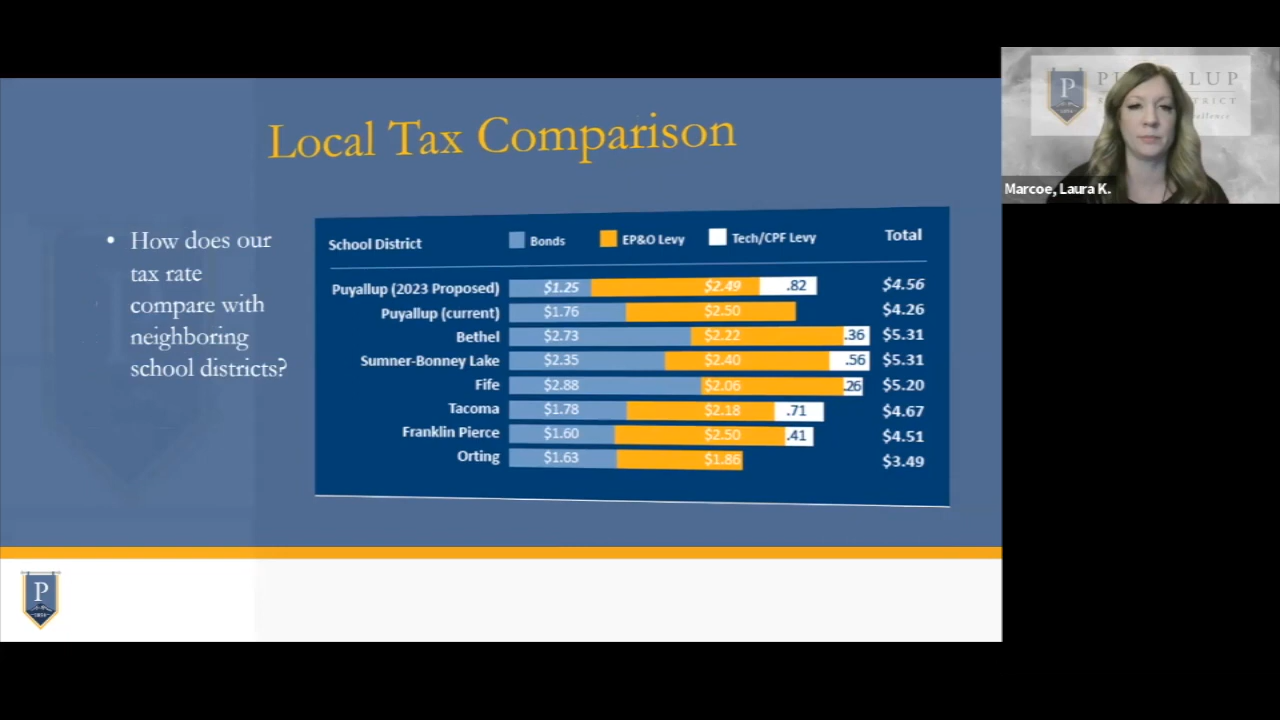 Local Tax Comparison
• How does our
tax rate
compare with
neighboring
school districts?
School District Bonds EP&O Levy Tech/CPF Levy Total
Puyallup (2023 Proposed) $1.25 $2.49 .82 $4.56
Puyallup (current) $1.76 $2.50 $4.26
Bethel $2.73 $2.22 .36 $5.31
Sumner-Bonney Lake $2.35 $2.40 .56 $5.31
Fife $2.88 $2.06 .26 $5.20
Tacoma $1.78 $2.18 .71 $4.67
Franklin Pierce $1.60 $2.50 .41 $4.51
Orting $1.63 $1.86 $3.49
P
P
Marcoe, Laura K.